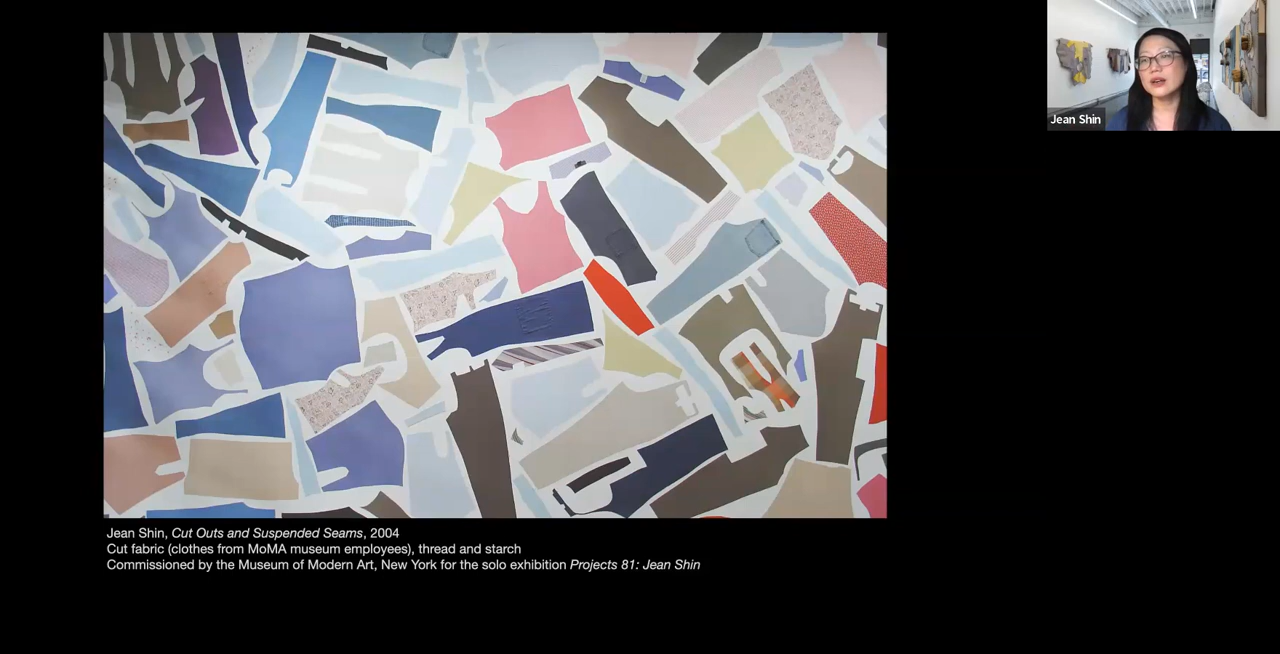 Jean Shin
Jean Shin, Cut Outs and Suspended Seams, 2004
Cut fabric (clothes from MoMA museum employees), thread and starch
Commissioned by the Museum of Modern Art, New York for the solo exhibition Projects 81: Jean Shin